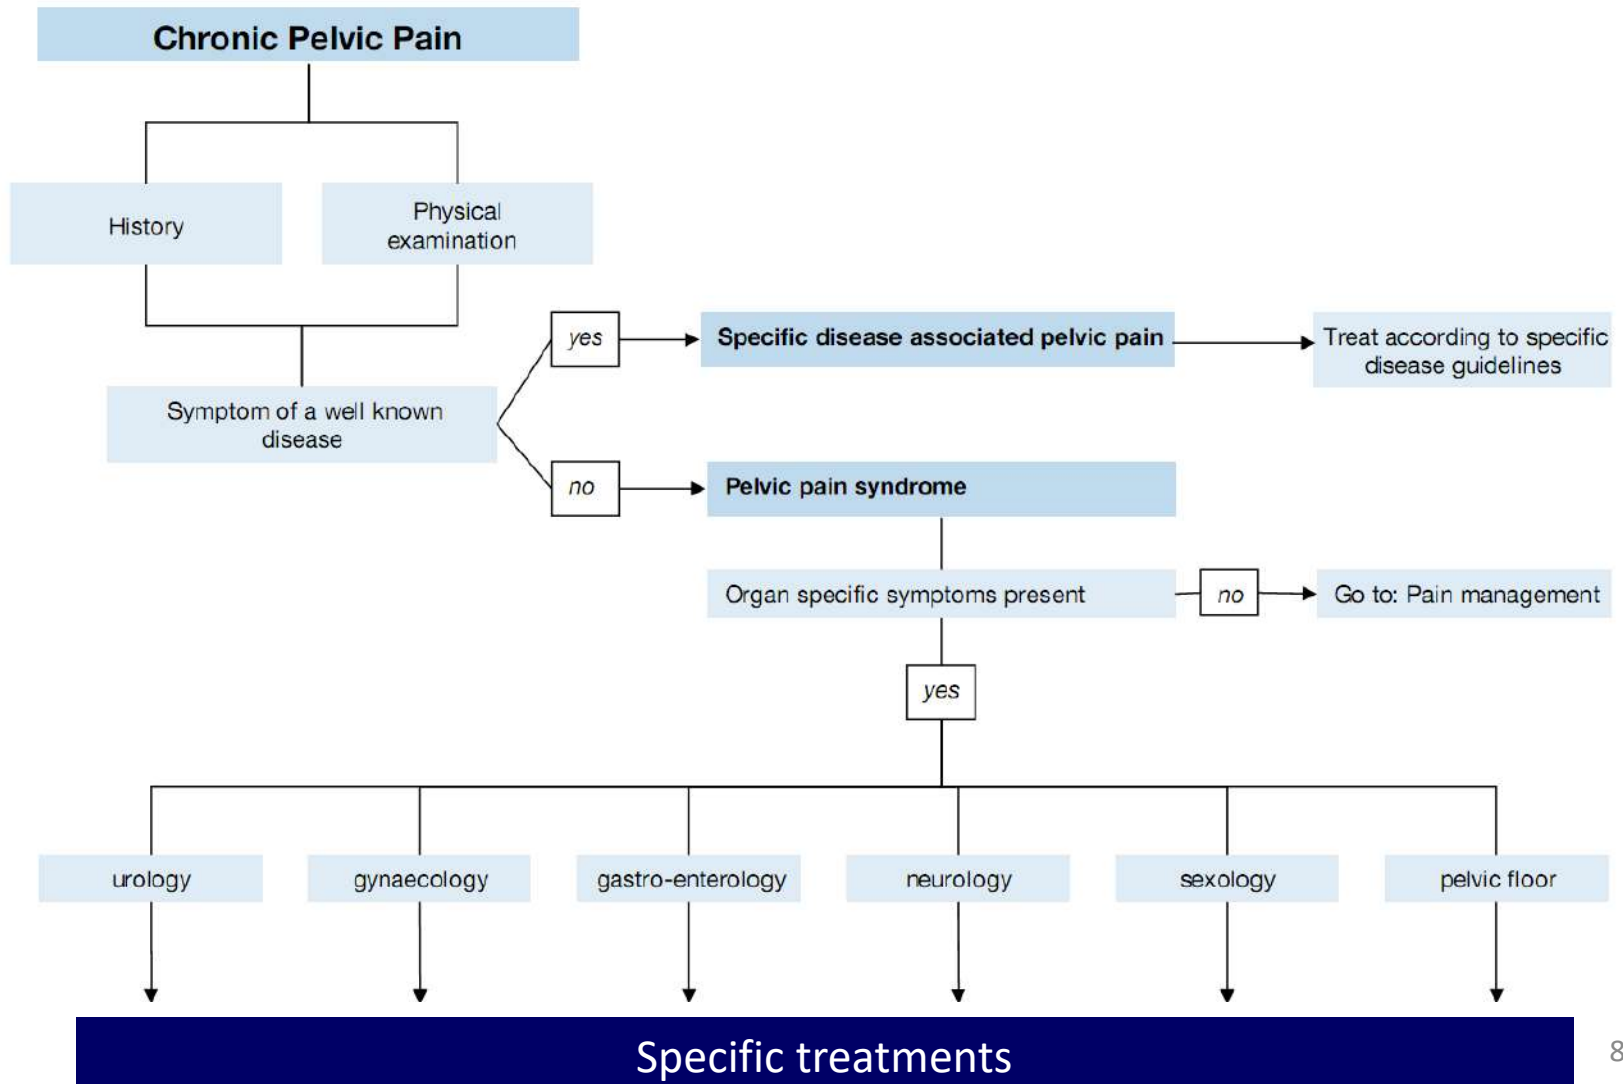 Chronic Pelvic Pain
History
Physical
examination
yes
Specific disease associated pelvic pain
Treat according to specific
disease guidelines
Symptom of a well known
disease
no
Pelvic pain syndrome
Organ specific symptoms present
no
Go to: Pain management
yes
urology
gynaecology
gastro-enterology
neurology
sexology
pelvic floor
Specific treatments
8